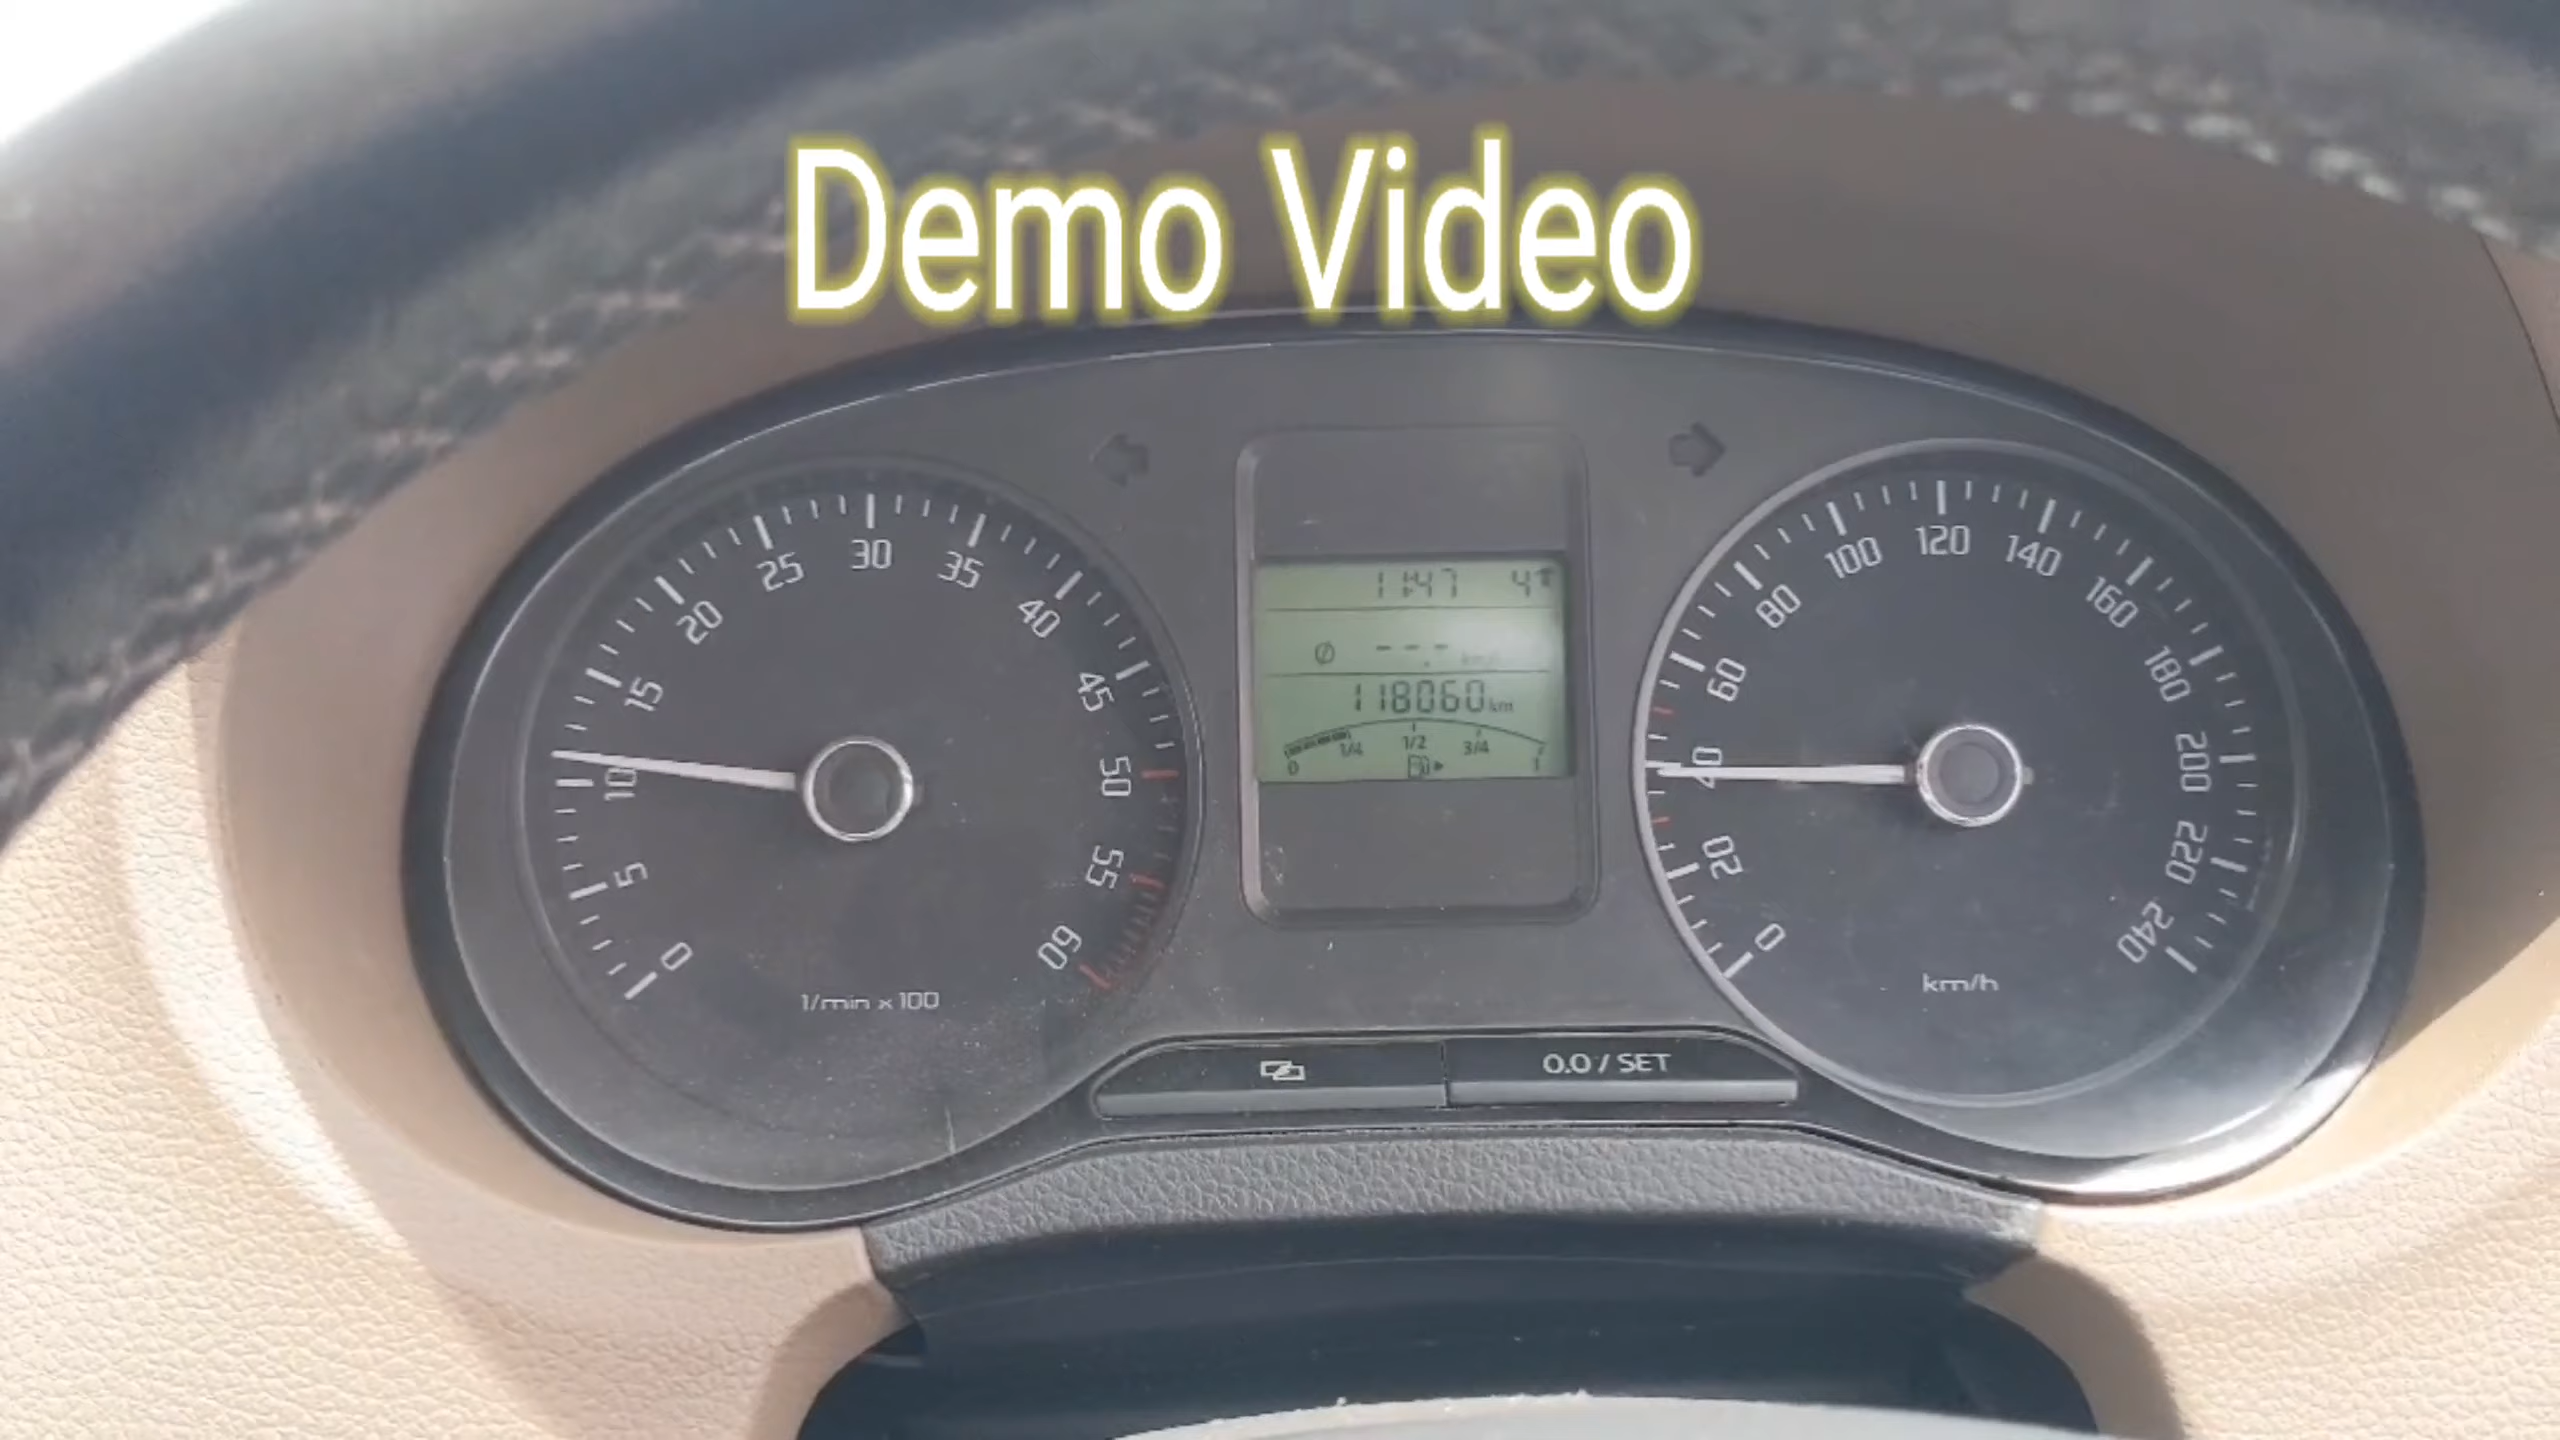 Demo Video
0 5 10 15 20 25 30 35 40 45 50 55 60
1/min x 100
11:47 4
Ø ---
118060 km
0 1/4 1/2 3/4 1
0 20 40 60 80 100 120 140 160 180 200 220 240
km/h
0.0 / SET